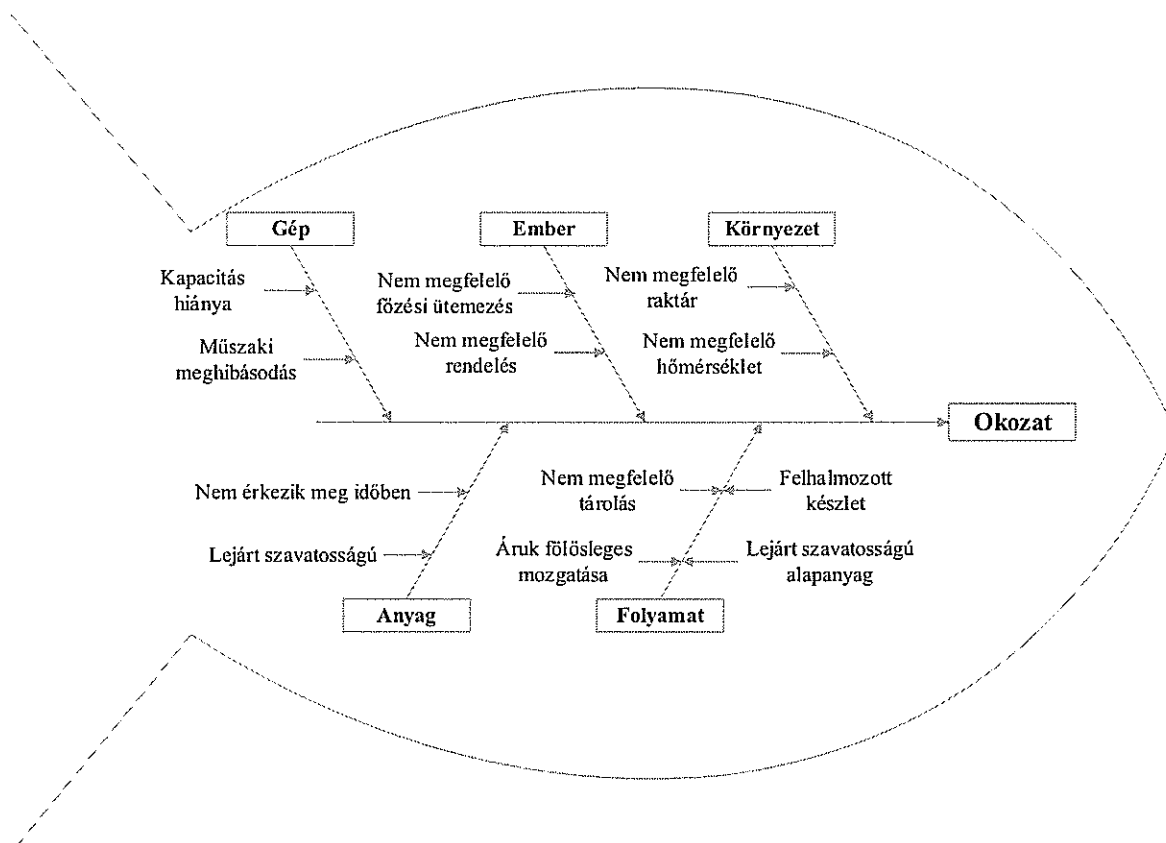 Gép
Ember
Környezet
Kapacitás
hiánya
Nem megfelelő
főzési ütemezés
Nem megfelelő
raktár
Műszaki
meghibásodás
Nem megfelelő
rendelés
Nem megfelelő
hőmérséklet
Okozat
Nem érkezik meg időben
Nem megfelelő
tárolás
Felhalmozott
készlet
Lejárt szavatosságú
Áruk fölösleges
mozgatása
Lejárt szavatosságú
alapanyag
Anyag
Folyamat